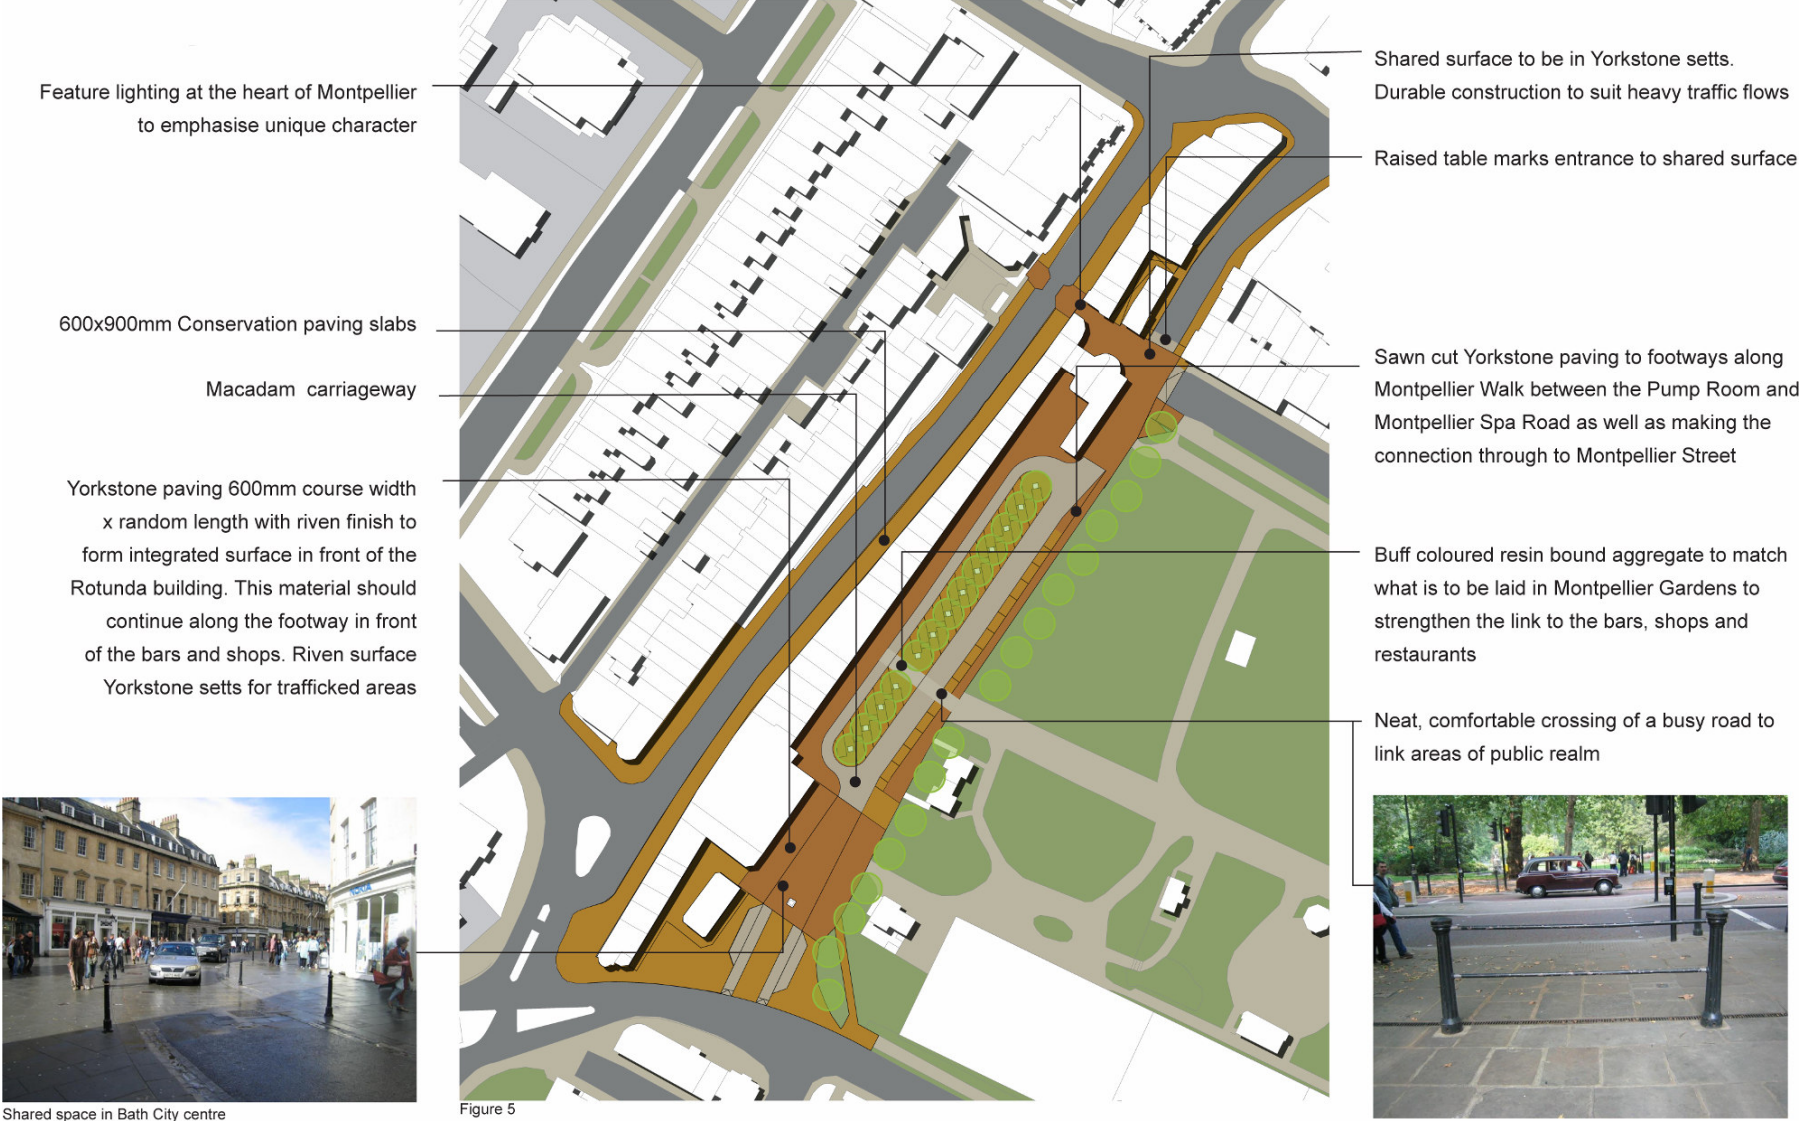 Feature lighting at the heart of Montpellier
to emphasise unique character
600x900mm Conservation paving slabs
Macadam carriageway
Yorkstone paving 600mm course width
x random length with riven finish to
form integrated surface in front of the
Rotunda building. This material should
continue along the footway in front
of the bars and shops. Riven surface
Yorkstone setts for trafficked areas
Shared space in Bath City centre
Figure 5
Shared surface to be in Yorkstone setts.
Durable construction to suit heavy traffic flows
Raised table marks entrance to shared surface
Sawn cut Yorkstone paving to footways along
Montpellier Walk between the Pump Room and
Montpellier Spa Road as well as making the
connection through to Montpellier Street
Buff coloured resin bound aggregate to match
what is to be laid in Montpellier Gardens to
strengthen the link to the bars, shops and
restaurants
Neat, comfortable crossing of a busy road to
link areas of public realm